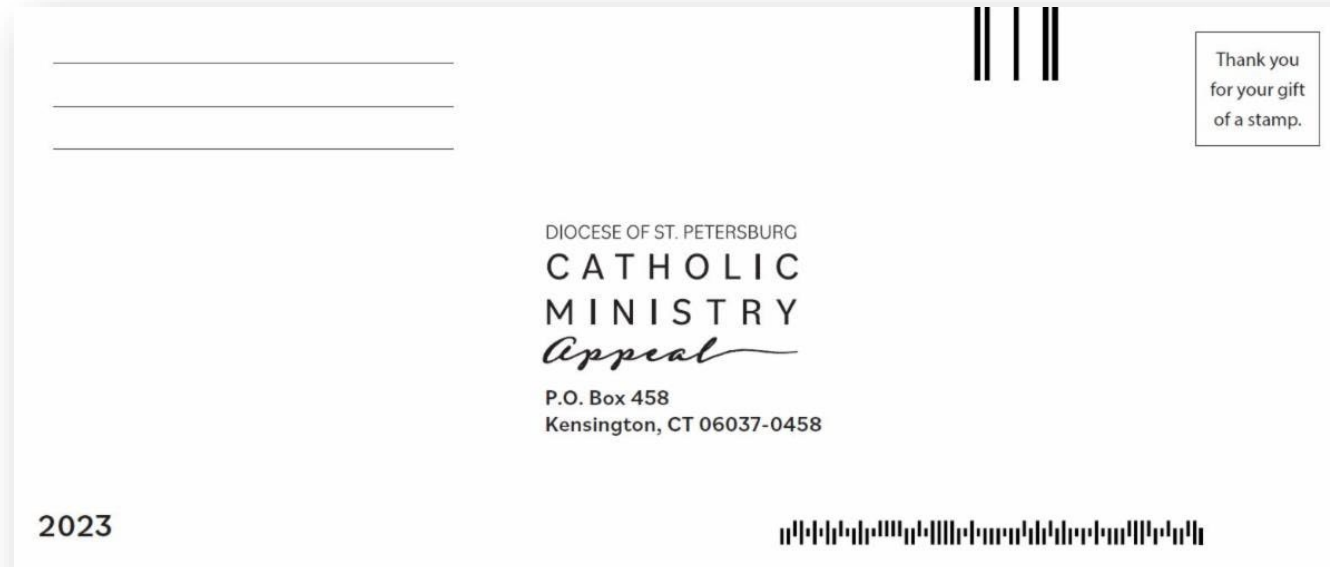 Thank you
for your gift
of a stamp.
DIOCESE OF ST. PETERSBURG
CATHOLIC
MINISTRY
Appeal
P.O. Box 458
Kensington, CT 06037-0458
2023